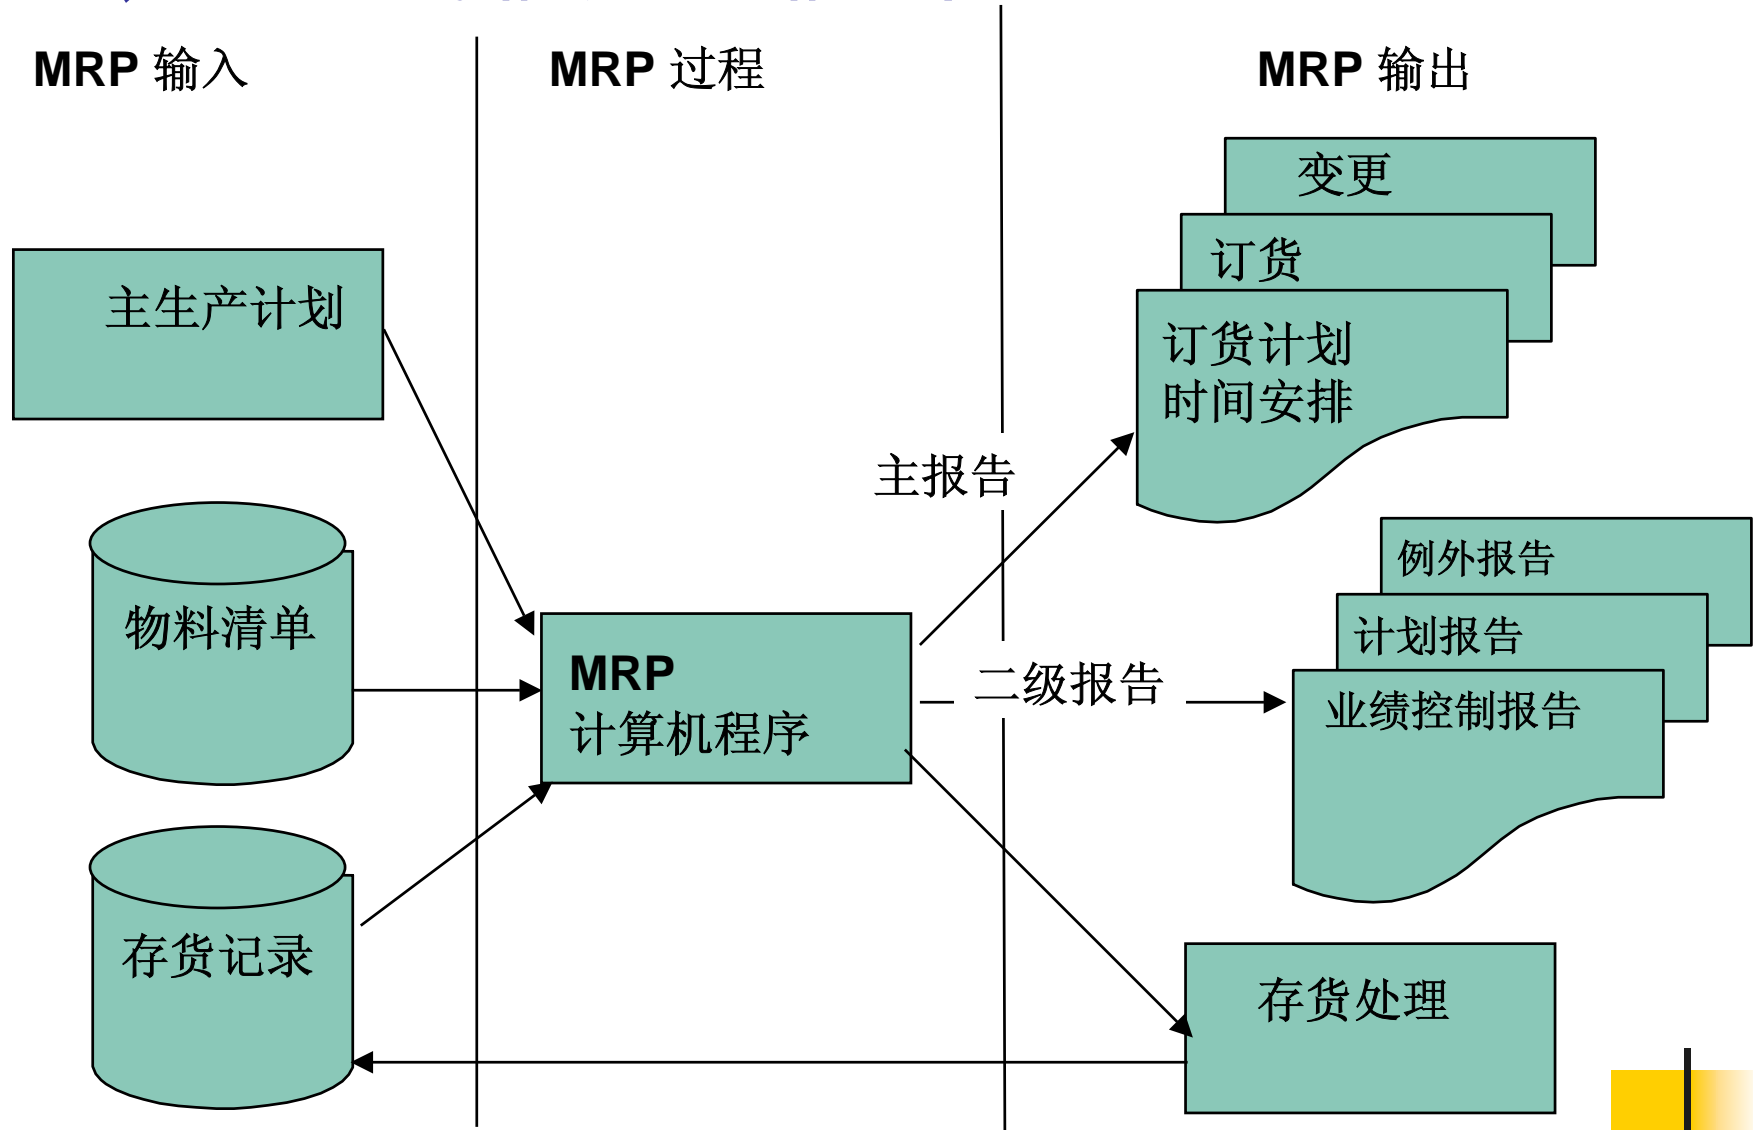 MRP 输入
MRP 过程
MRP 输出
主生产计划
物料清单
存货记录
MRP
计算机程序
主报告
二级报告
变更
订货
订货计划
时间安排
例外报告
计划报告
业绩控制报告
存货处理